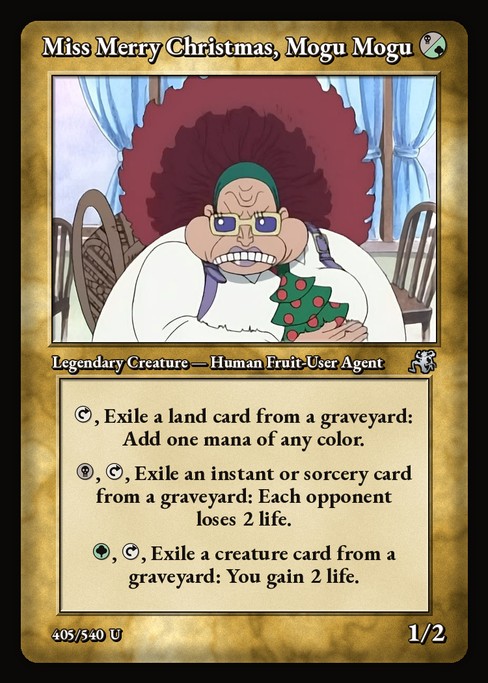 Miss Merry Christmas, Mogu Mogu
Legendary Creature — Human Fruit-User Agent
, Exile a land card from a graveyard:
Add one mana of any color.
, , Exile an instant or sorcery card
from a graveyard: Each opponent
loses 2 life.
, , Exile a creature card from a
graveyard: You gain 2 life.
405/540 U
1/2